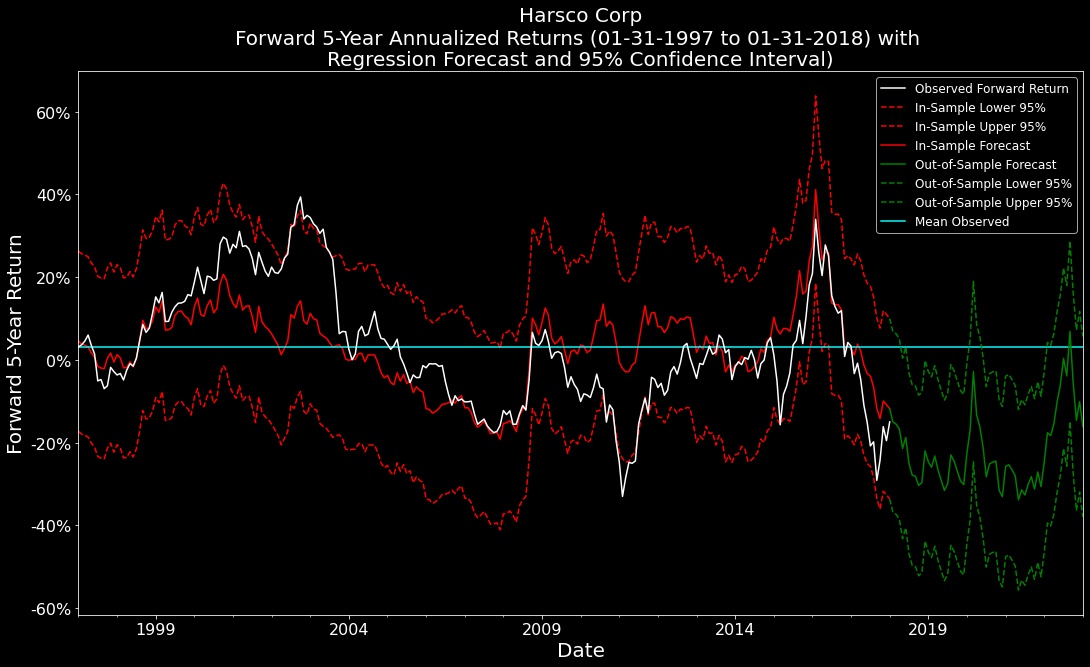 Harsco Corp
Forward 5-Year Annualized Returns (01-31-1997 to 01-31-2018) with
Regression Forecast and 95% Confidence Interval)
Observed Forward Return
In-Sample Lower 95%
In-Sample Upper 95%
In-Sample Forecast
Out-of-Sample Forecast
Out-of-Sample Lower 95%
Out-of-Sample Upper 95%
Mean Observed
Forward 5-Year Return
60%
40%
20%
0%
-20%
-40%
-60%
1999 2004 2009 2014 2019
Date